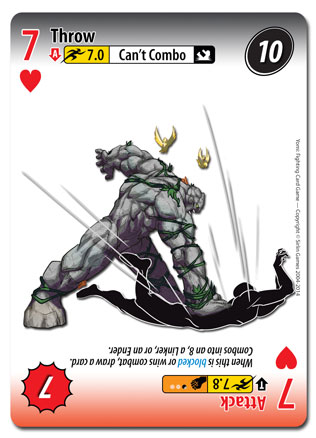 7
Throw
7.0 Can't Combo
10
Yomi Fighting Card Game — Copyright © Sirlin Games 2004-2014
7
Attack
7.8
When this is blocked or wins combat, draw a card.
Combos into an 8, a Linker, or an Ender.
7